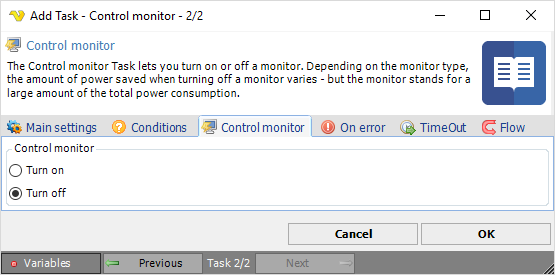 Add Task - Control monitor - 2/2
Control monitor
The Control monitor Task lets you turn on or off a monitor. Depending on the monitor type,
the amount of power saved when turning off a monitor varies - but the monitor stands for a
large amount of the total power consumption.
Main settings Conditions Control monitor On error TimeOut Flow
Control monitor
Turn on
Turn off
Cancel OK
Variables Previous Task 2/2 Next